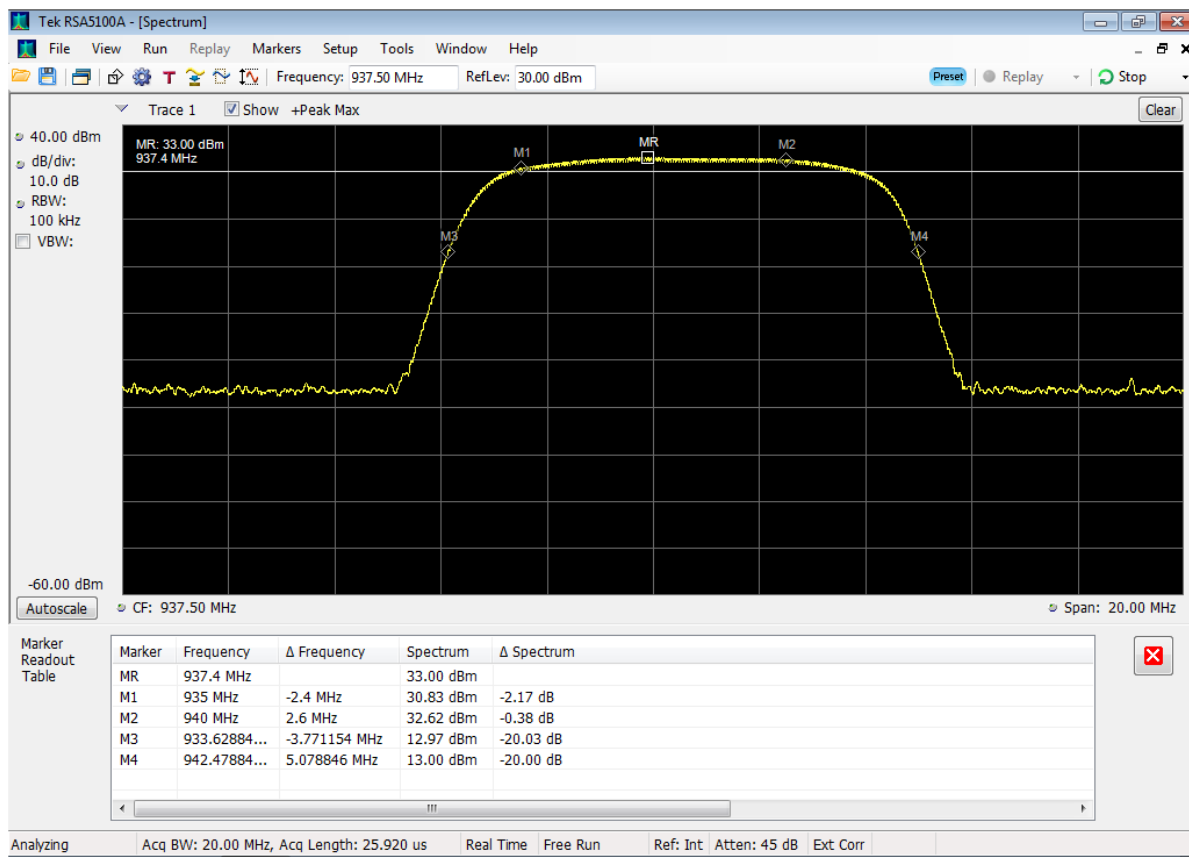 Tek RSA5100A - [Spectrum]
File View Run Replay Markers Setup Tools Window Help
T Frequency: 937.50 MHz RefLev: 30.00 dBm Preset Replay Stop
Trace 1 Show +Peak Max Clear
40.00 dBm
dB/div:
10.0 dB
RBW:
100 kHz
VBW:
MR: 33.00 dBm
937.4 MHz
M1
MR
M2
M3
M4
-60.00 dBm
Autoscale CF: 937.50 MHz Span: 20.00 MHz
Marker
Readout
Table
Marker Frequency Δ Frequency Spectrum Δ Spectrum
MR 937.4 MHz 33.00 dBm
M1 935 MHz -2.4 MHz 30.83 dBm -2.17 dB
M2 940 MHz 2.6 MHz 32.62 dBm -0.38 dB
M3 933.62884... -3.771154 MHz 12.97 dBm -20.03 dB
M4 942.47884... 5.078846 MHz 13.00 dBm -20.00 dB
Analyzing Acq BW: 20.00 MHz, Acq Length: 25.920 us Real Time Free Run Ref: Int Atten: 45 dB Ext Corr